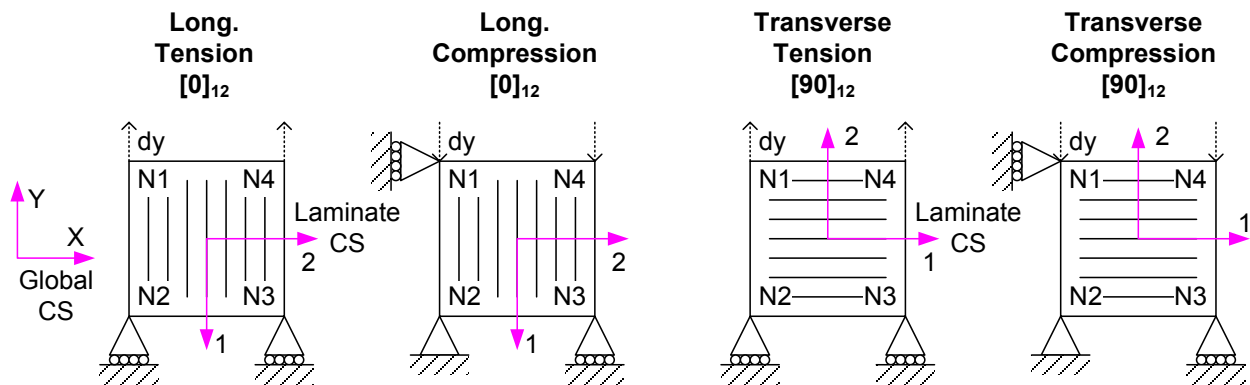 Long.
Tension
[0]12
Long.
Compression
[0]12
Transverse
Tension
[90]12
Transverse
Compression
[90]12
dy
dy
dy
dy
2
2
N1
N4
N1
N4
N1
N4
N1
N4
Y
X
Global
CS
Laminate
CS
2
2
Laminate
CS
1
1
N2
N3
N2
N3
N2
N3
N2
N3
1
1